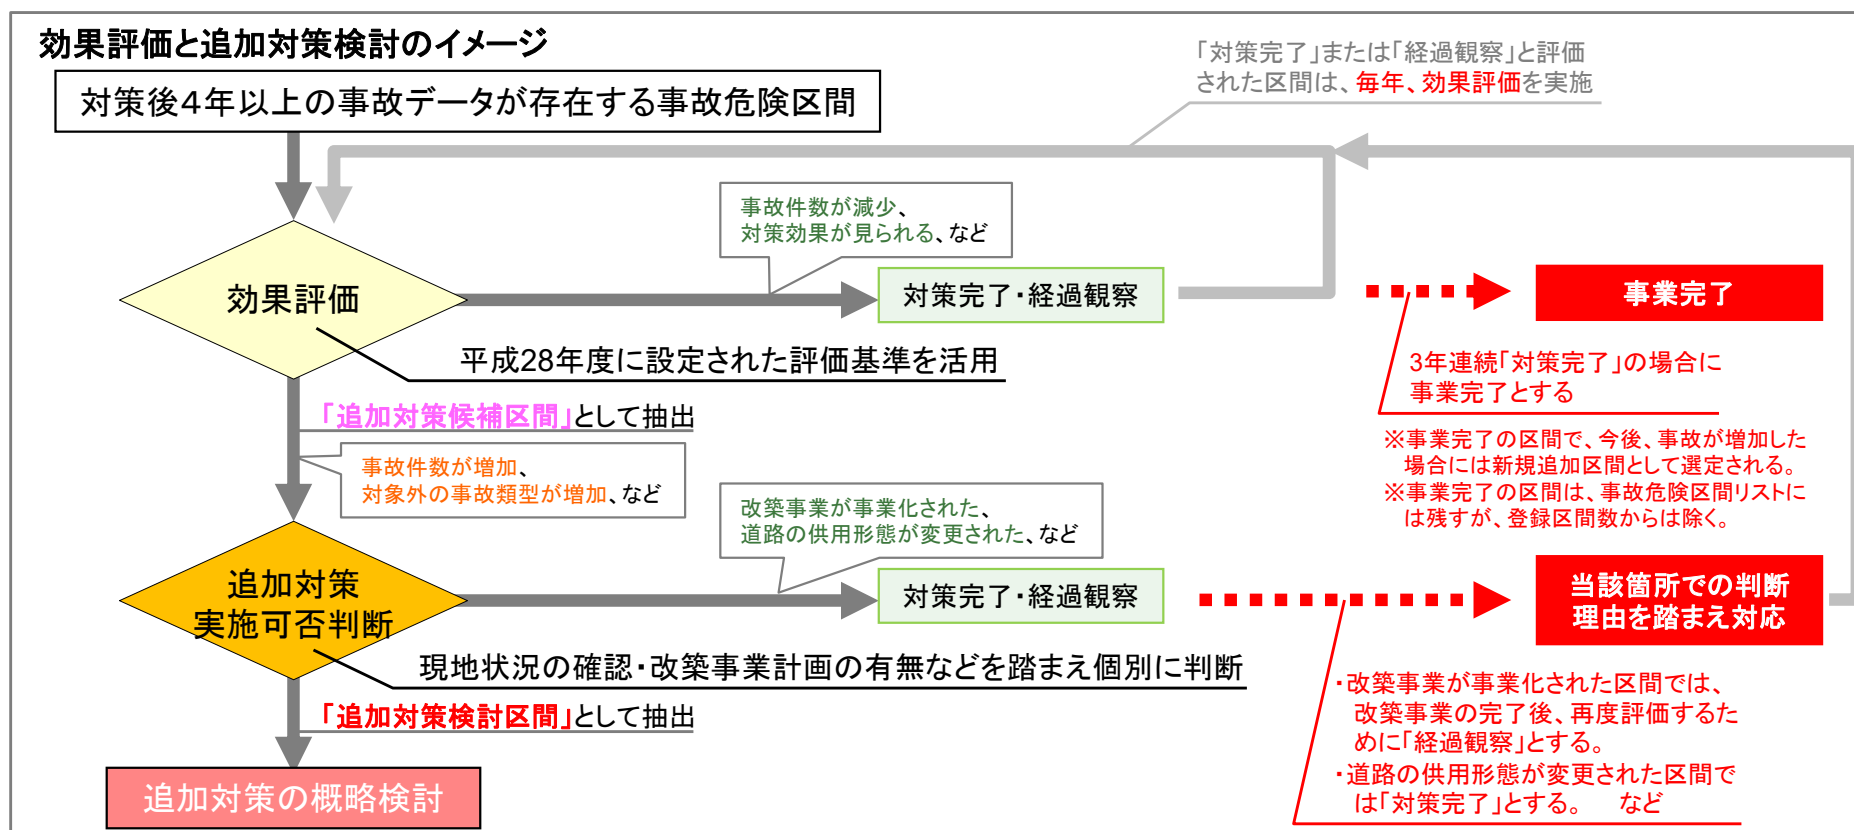 効果評価と追加対策検討のイメージ
対策後4年以上の事故データが存在する事故危険区間
「対策完了」または「経過観察」と評価
された区間は、毎年、効果評価を実施
事故件数が減少、
対策効果が見られる、など
効果評価
対策完了・経過観察
事業完了
平成28年度に設定された評価基準を活用
3年連続「対策完了」の場合に
事業完了とする
「追加対策候補区間」として抽出
※事業完了の区間で、今後、事故が増加した
場合には新規追加区間として選定される。
※事業完了の区間は、事故危険区間リストに
は残すが、登録区間数からは除く。
事故件数が増加、
対象外の事故類型が増加、など
改築事業が事業化された、
道路の供用形態が変更された、など
追加対策
実施可否判断
対策完了・経過観察
当該箇所での判断
理由を踏まえ対応
現地状況の確認・改築事業計画の有無などを踏まえ個別に判断
「追加対策検討区間」として抽出
・改築事業が事業化された区間では、
改築事業の完了後、再度評価するた
めに「経過観察」とする。
・道路の供用形態が変更された区間で
は「対策完了」とする。　など
追加対策の概略検討